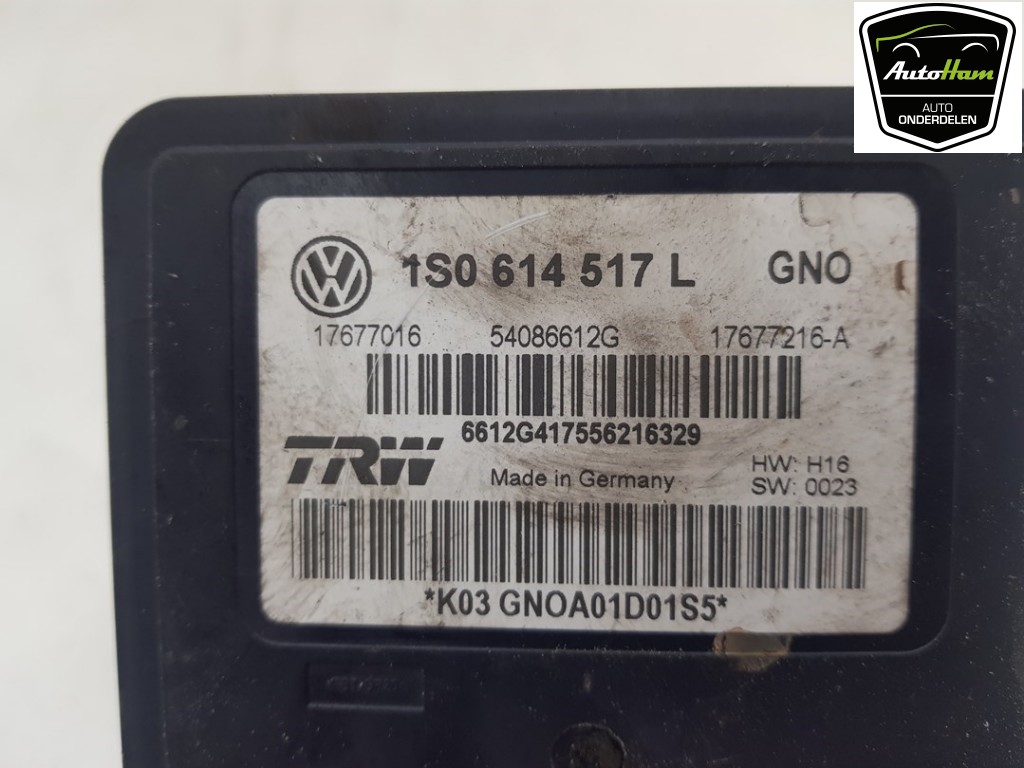 AutoHam
AUTO
ONDERDELEN
1S0 614 517 L GNO
17677016 54086612G 17677216-A
6612G417556216329
TRW Made in Germany HW: H16
SW: 0023
*K03 GNOA01D01S5*